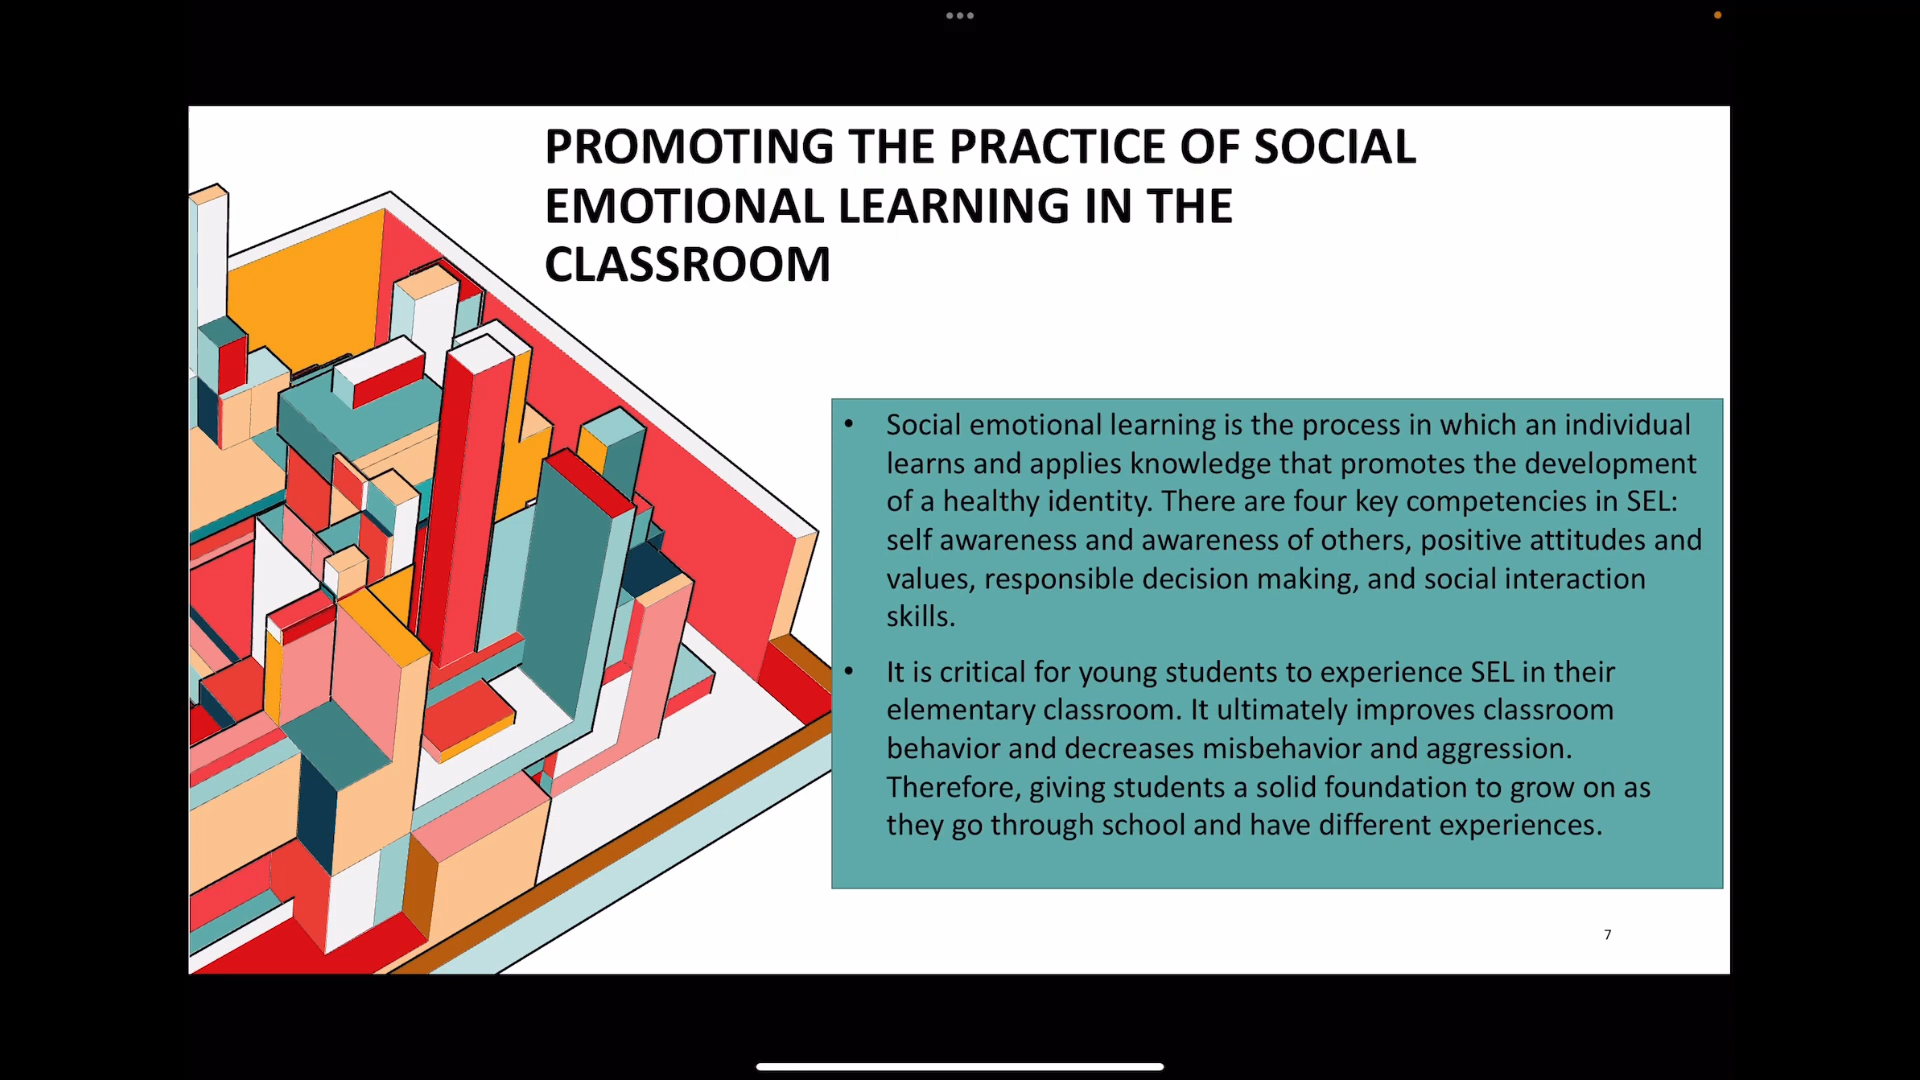 PROMOTING THE PRACTICE OF SOCIAL
EMOTIONAL LEARNING IN THE
CLASSROOM
• Social emotional learning is the process in which an individual
learns and applies knowledge that promotes the development
of a healthy identity. There are four key competencies in SEL:
self awareness and awareness of others, positive attitudes and
values, responsible decision making, and social interaction
skills.
• It is critical for young students to experience SEL in their
elementary classroom. It ultimately improves classroom
behavior and decreases misbehavior and aggression.
Therefore, giving students a solid foundation to grow on as
they go through school and have different experiences.
7